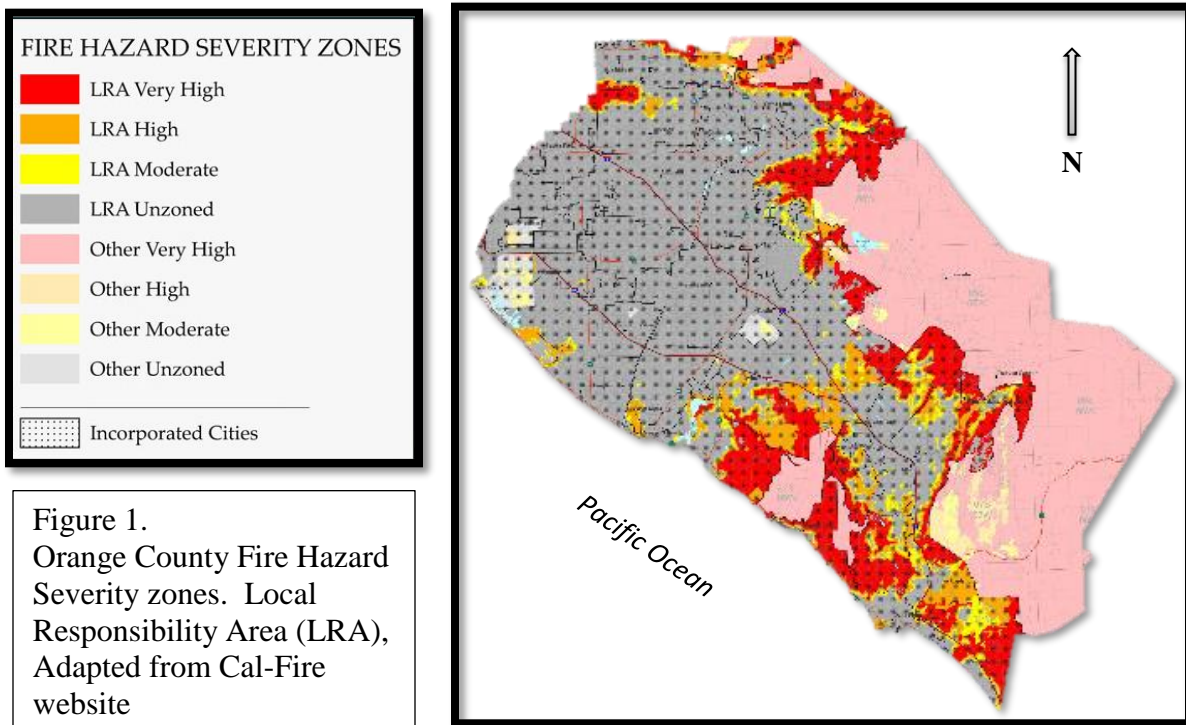 FIRE HAZARD SEVERITY ZONES
LRA Very High
LRA High
LRA Moderate
LRA Unzoned
Other Very High
Other High
Other Moderate
Other Unzoned
Incorporated Cities
Figure 1.
Orange County Fire Hazard
Severity zones.  Local
Responsibility Area (LRA),
Adapted from Cal-Fire
website
N
Pacific Ocean